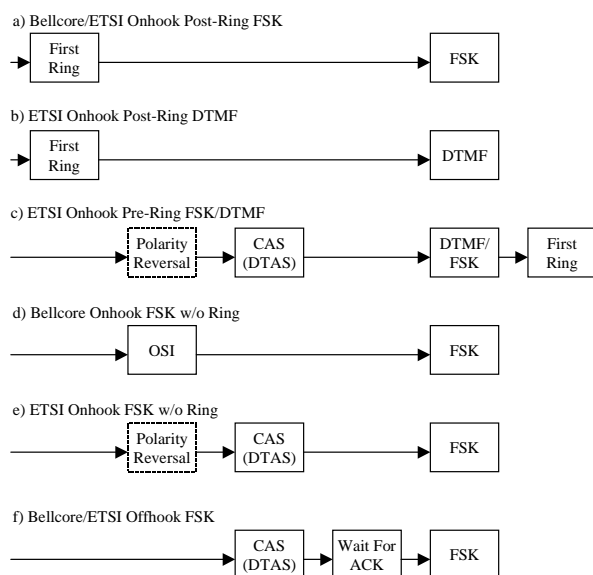 a) Bellcore/ETSI Onhook Post-Ring FSK
First
Ring
FSK
b) ETSI Onhook Post-Ring DTMF
First
Ring
DTMF
c) ETSI Onhook Pre-Ring FSK/DTMF
Polarity
Reversal
CAS
(DTAS)
DTMF/
FSK
First
Ring
d) Bellcore Onhook FSK w/o Ring
OSI
FSK
e) ETSI Onhook FSK w/o Ring
Polarity
Reversal
CAS
(DTAS)
FSK
f) Bellcore/ETSI Offhook FSK
CAS
(DTAS)
Wait For
ACK
FSK